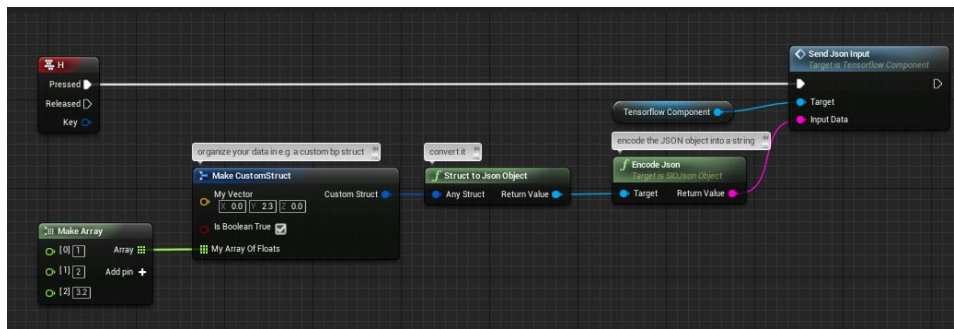 H
Pressed
Released
Key
Send Json Input
Target is Tensorflow Component
Target
Input Data
Tensorflow Component
organize your data in e.g. a custom bp struct
convert it
encode the JSON object into a string
Make CustomStruct
My Vector
X 0.0 Y 2.3 Z 0.0
Custom Struct
Is Boolean True
My Array Of Floats
Struct to Json Object
Any Struct Return Value
Encode Json
Target is SIOJson Object
Target Return Value
Make Array
[0] 1 Array
[1] 2 Add pin +
[2] 3.2